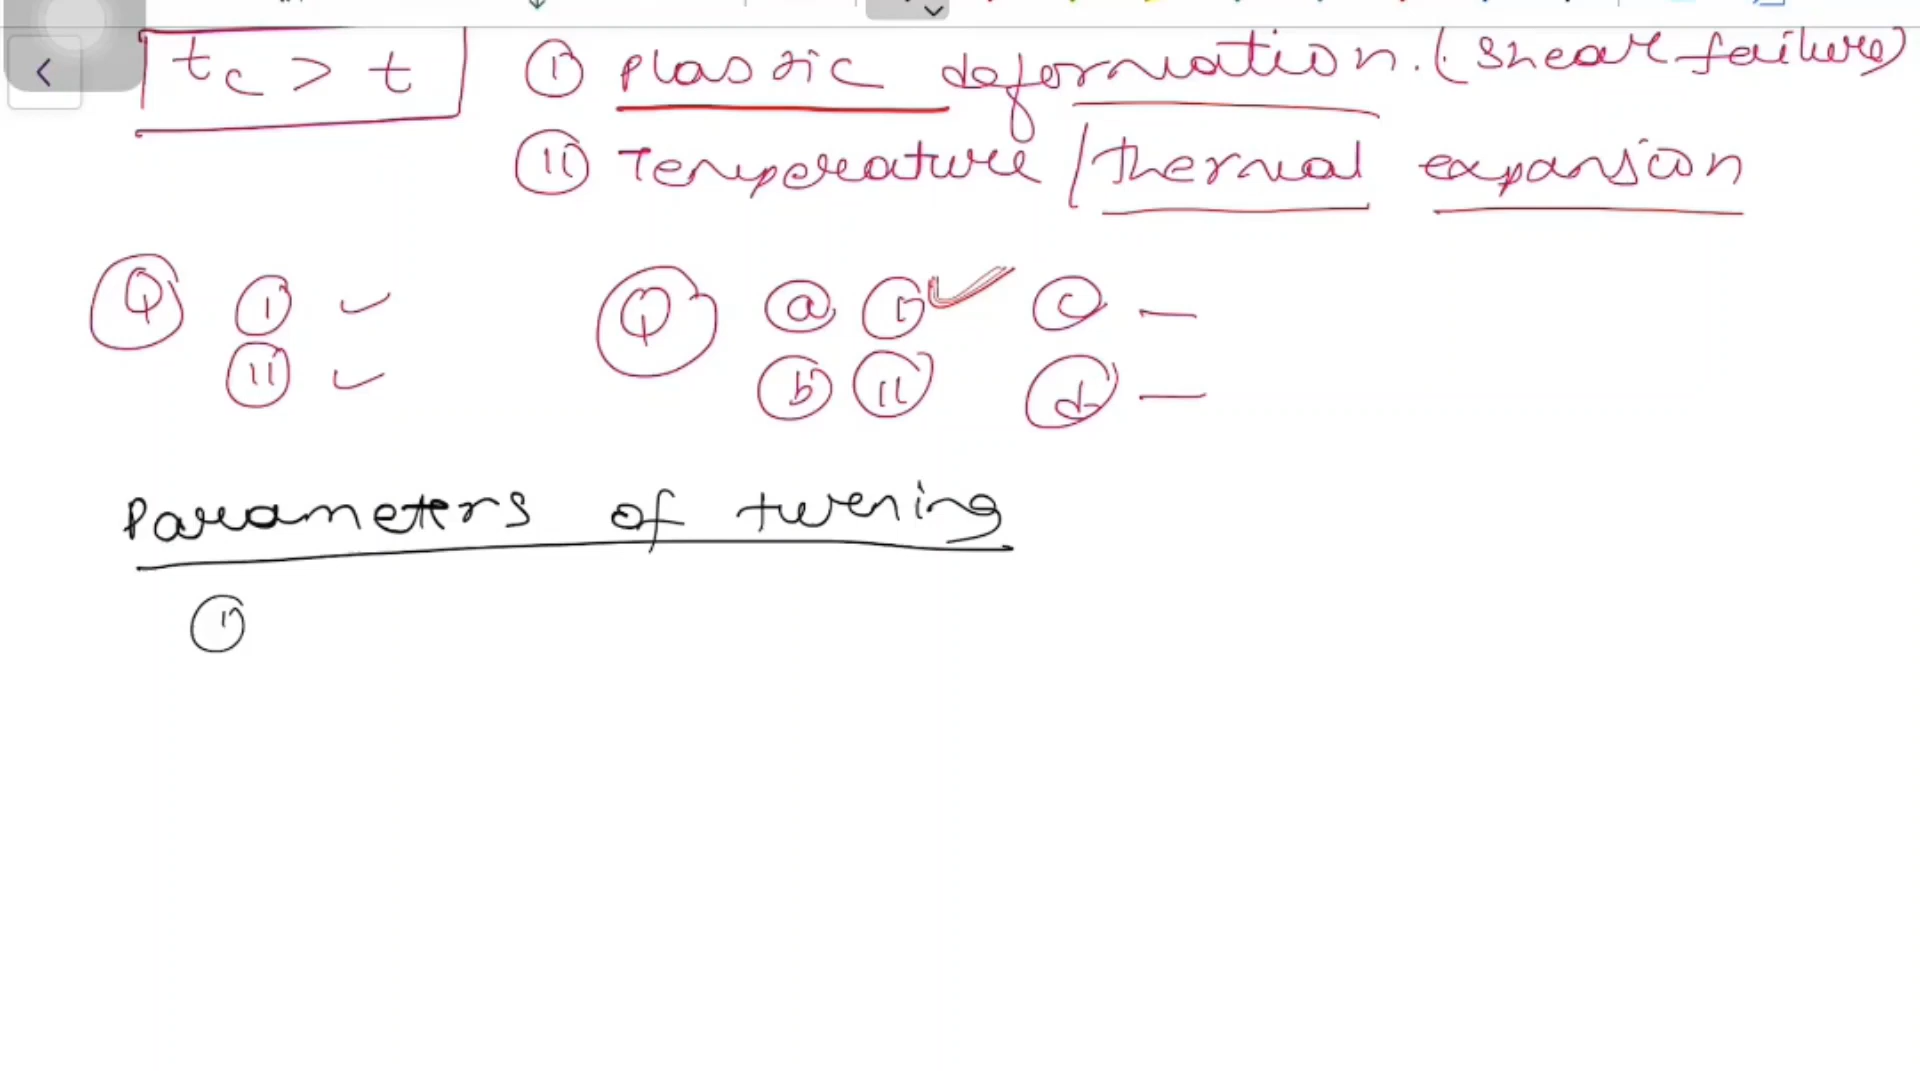 tc > t (I) Plastic deformation. (Shear failure)
(II) Temperature / thermal expansion
(Q) (I) (Q) (a) (I) (c) —
(II) (b) (II) (d) —
Parameters of turning
(I)